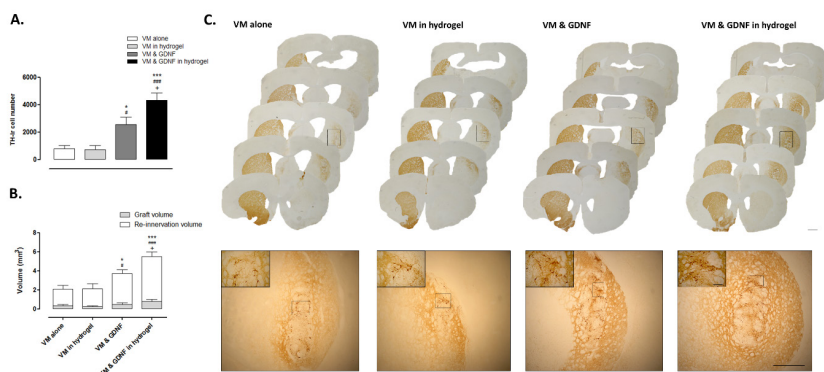 A.
VM alone
VM in hydrogel
VM & GDNF
VM & GDNF in hydrogel
TH-ir cell number
6000
4000
2000
0
*
#
***
###
+
B.
Graft volume
Re-innervation volume
Volume (mm³)
8
6
4
2
0
*
#
***
###
+
VM alone
VM in hydrogel
VM & GDNF
VM & GDNF in hydrogel
C.
VM alone
VM in hydrogel
VM & GDNF
VM & GDNF in hydrogel